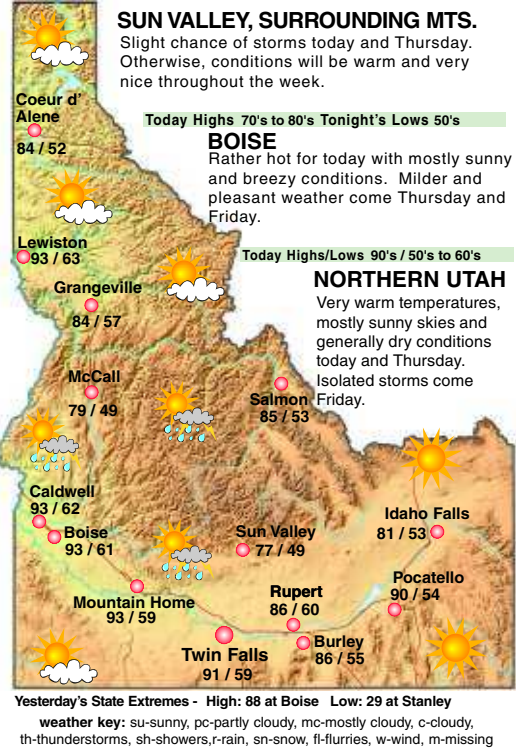 SUN VALLEY, SURROUNDING MTS.
Slight chance of storms today and Thursday.
Otherwise, conditions will be warm and very
nice throughout the week.
Today Highs 70's to 80's Tonight's Lows 50's
BOISE
Rather hot for today with mostly sunny
and breezy conditions. Milder and
pleasant weather come Thursday and
Friday.
Today Highs/Lows 90's / 50's to 60's
NORTHERN UTAH
Very warm temperatures,
mostly sunny skies and
generally dry conditions
today and Thursday.
Isolated storms come
Friday.
Coeur d'
Alene
84 / 52
Lewiston
93 / 63
Grangeville
84 / 57
McCall
79 / 49
Salmon
85 / 53
Caldwell
93 / 62
Boise
93 / 61
Sun Valley
77 / 49
Idaho Falls
81 / 53
Pocatello
90 / 54
Mountain Home
93 / 59
Rupert
86 / 60
Burley
86 / 55
Twin Falls
91 / 59
Yesterday's State Extremes - High: 88 at Boise Low: 29 at Stanley
weather key: su-sunny, pc-partly cloudy, mc-mostly cloudy, c-cloudy,
th-thunderstorms, sh-showers,r-rain, sn-snow, fl-flurries, w-wind, m-missing